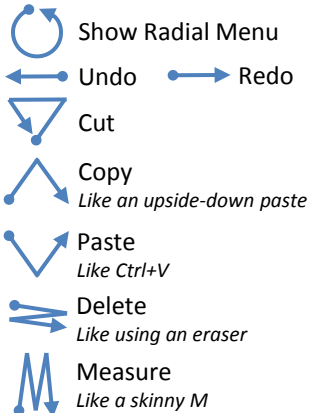 Show Radial Menu
Undo Redo
Cut
Copy
Like an upside-down paste
Paste
Like Ctrl+V
Delete
Like using an eraser
Measure
Like a skinny M